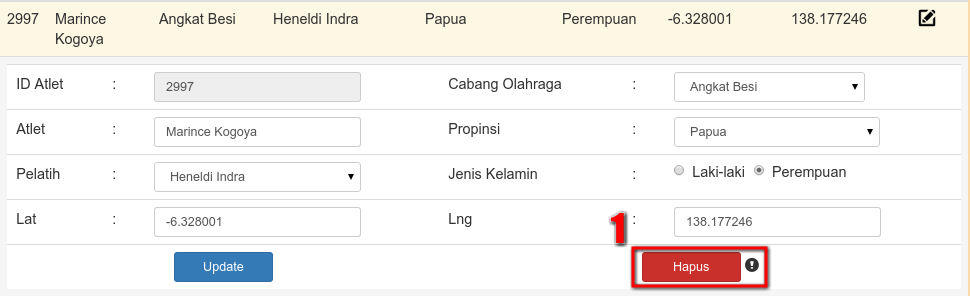 2997 Marince Kogoya Angkat Besi Heneldi Indra Papua Perempuan -6.328001 138.177246
ID Atlet : 2997 Cabang Olahraga : Angkat Besi
Atlet : Marince Kogoya Propinsi : Papua
Pelatih : Heneldi Indra Jenis Kelamin : Laki-laki Perempuan
Lat : -6.328001 Lng : 138.177246
1
Update Hapus